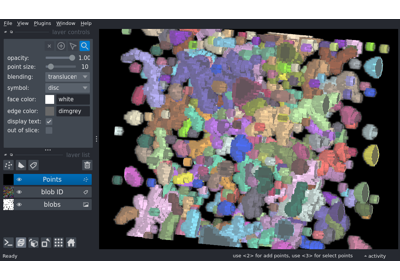 File View Plugins Window Help
layer controls
opacity: 1.00
point size: 10
blending: translucen
symbol: disc
face color: white
edge color: dimgrey
display text:
out of slice:
layer list
Points
blob ID
blobs
Ready use <2> for add points, use <3> for select points activity